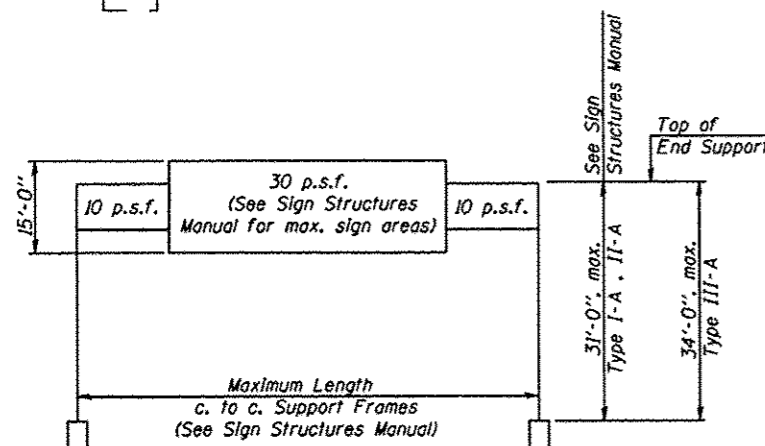 See Sign
Structures Manual
Top of
End Support
15'-0"
10 p.s.f.
30 p.s.f.
(See Sign Structures
Manual for max. sign areas)
10 p.s.f.
31'-0", max.
Type I-A , II-A
34'-0", max.
Type III-A
Maximum Length
c. to c. Support Frames
(See Sign Structures Manual)